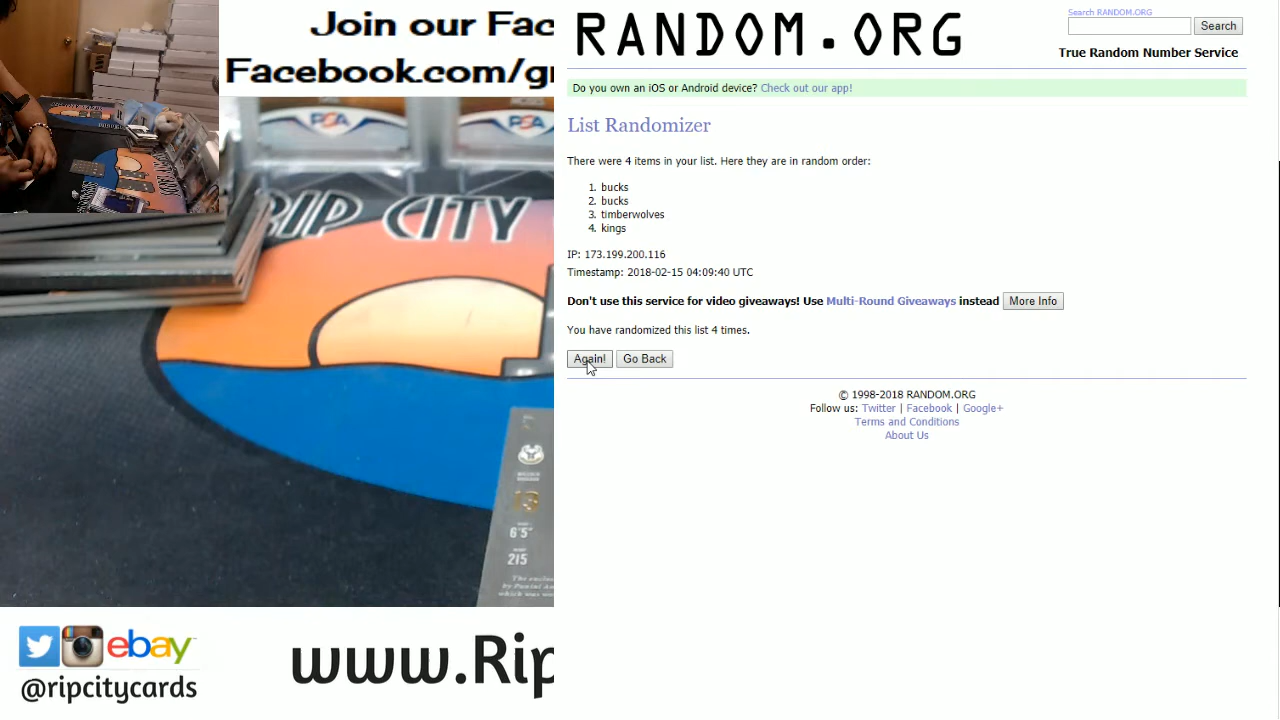 Join our Fac
Facebook.com/gr
PSA
PSA
RIP CITY
13
6'5"
215
@ripcitycards
ebay
www.Rip
RANDOM.ORG
Search RANDOM.ORG
Search
True Random Number Service
Do you own an iOS or Android device? Check out our app!
List Randomizer
There were 4 items in your list. Here they are in random order:
1. bucks
2. bucks
3. timberwolves
4. kings
IP: 173.199.200.116
Timestamp: 2018-02-15 04:09:40 UTC
Don't use this service for video giveaways! Use Multi-Round Giveaways instead More Info
You have randomized this list 4 times.
Again! Go Back
© 1998-2018 RANDOM.ORG
Follow us: Twitter | Facebook | Google+
Terms and Conditions
About Us